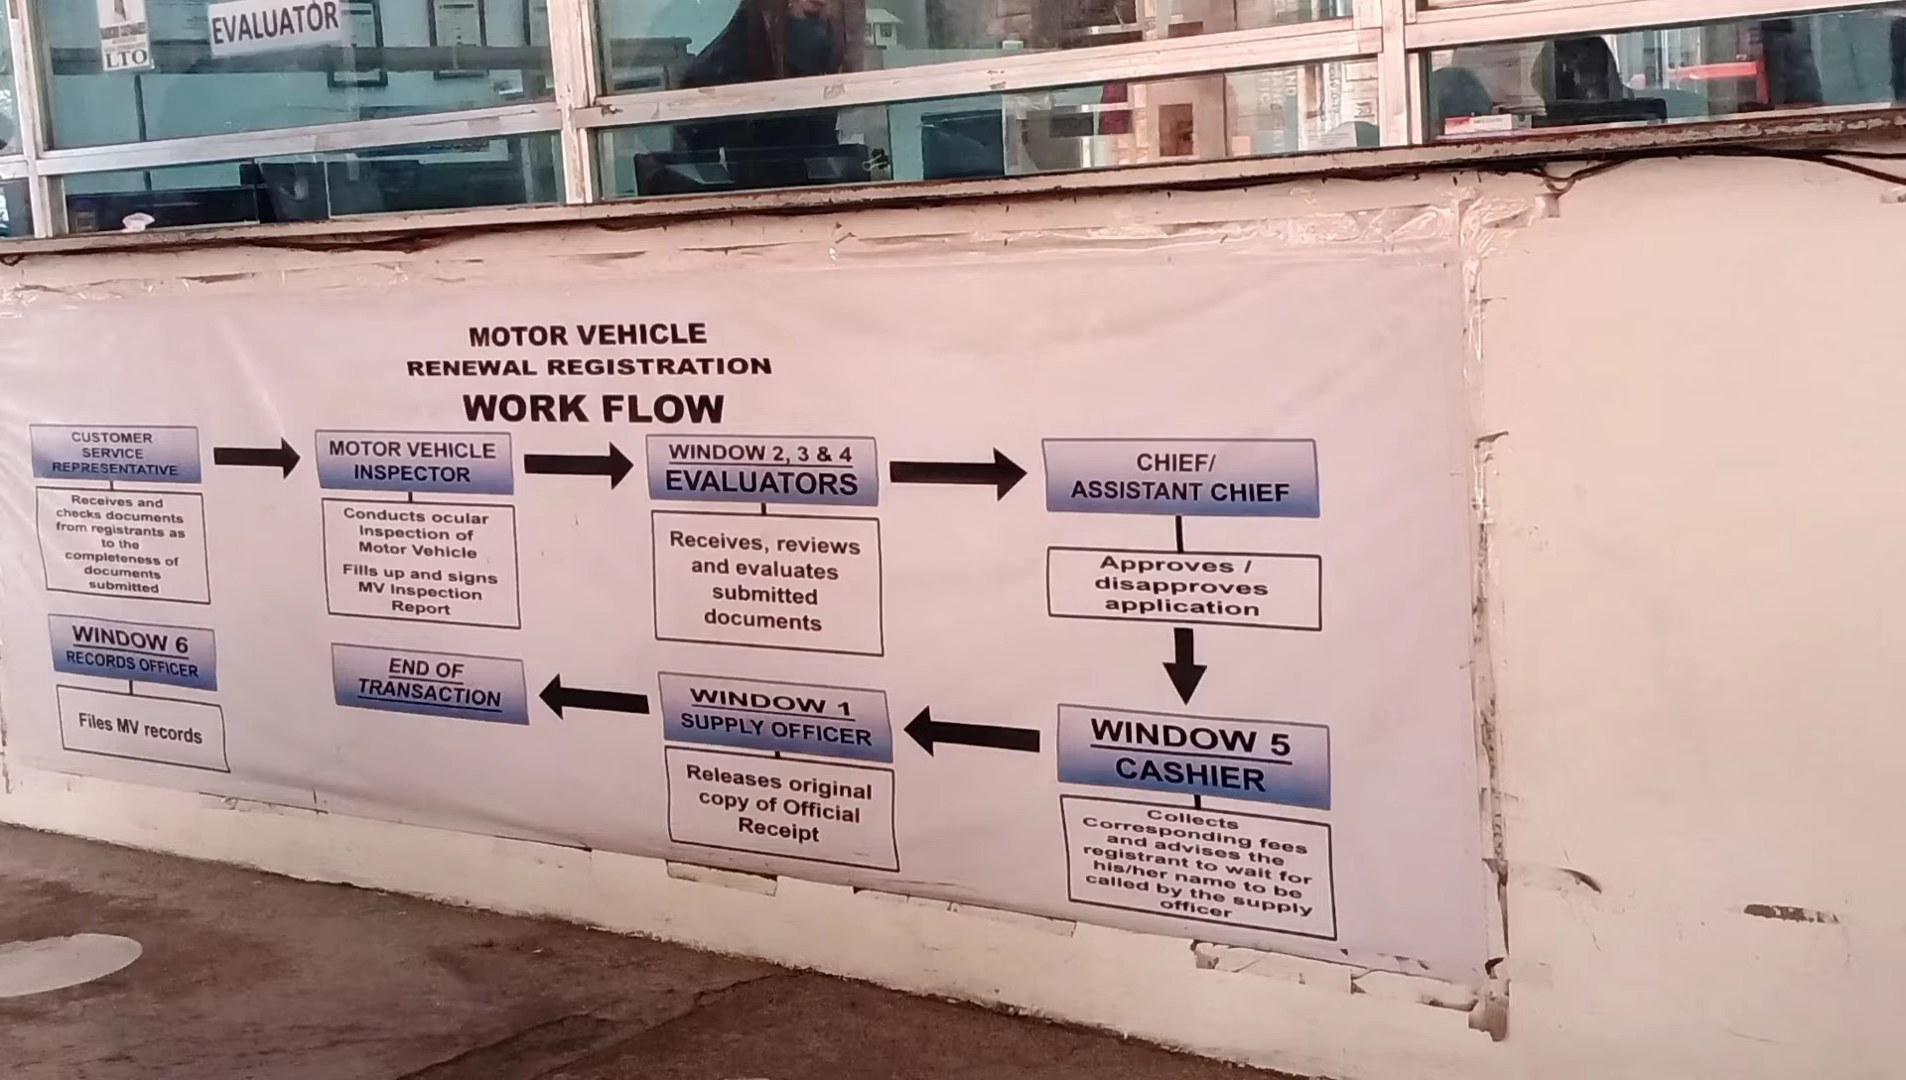 EVALUATOR
LTO
MOTOR VEHICLE
RENEWAL REGISTRATION
WORK FLOW
CUSTOMER
SERVICE
REPRESENTATIVE
Receives and
checks documents
from registrants as
to the
completeness of
documents
submitted
MOTOR VEHICLE
INSPECTOR
Conducts ocular
Inspection of
Motor Vehicle
Fills up and signs
MV Inspection
Report
WINDOW 2, 3 & 4
EVALUATORS
Receives, reviews
and evaluates
submitted
documents
CHIEF/
ASSISTANT CHIEF
Approves /
disapproves
application
WINDOW 5
CASHIER
Collects
Corresponding fees
and advises the
registrant to wait for
his/her name to be
called by the supply
officer
WINDOW 1
SUPPLY OFFICER
Releases original
copy of Official
Receipt
END OF
TRANSACTION
WINDOW 6
RECORDS OFFICER
Files MV records